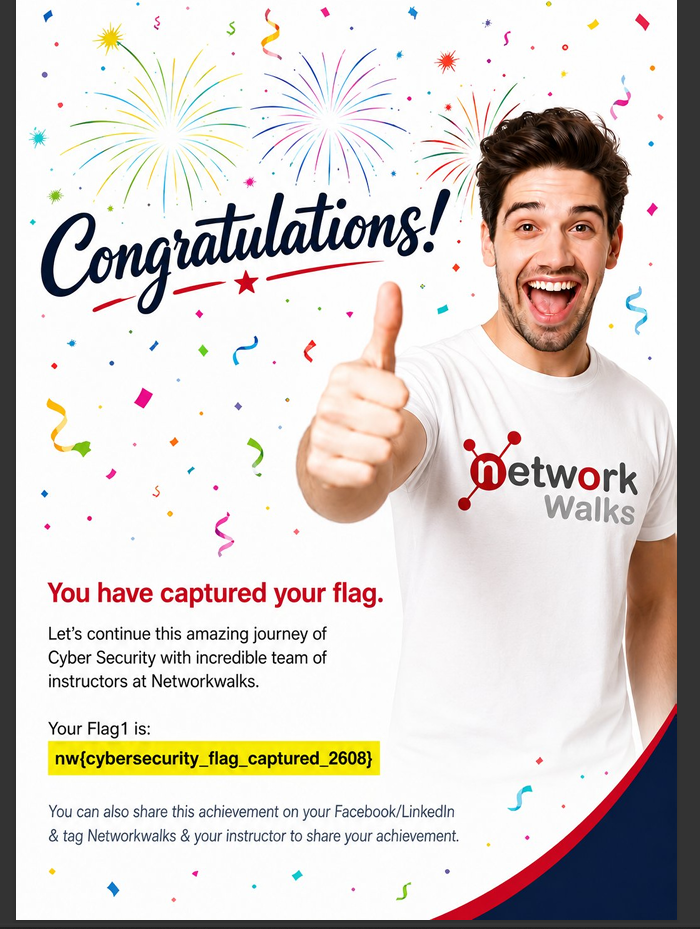 Congratulations!
network
Walks
You have captured your flag.
Let's continue this amazing journey of
Cyber Security with incredible team of
instructors at Networkwalks.
Your Flag1 is:
nw{cybersecurity_flag_captured_2608}
You can also share this achievement on your Facebook/LinkedIn
& tag Networkwalks & your instructor to share your achievement.